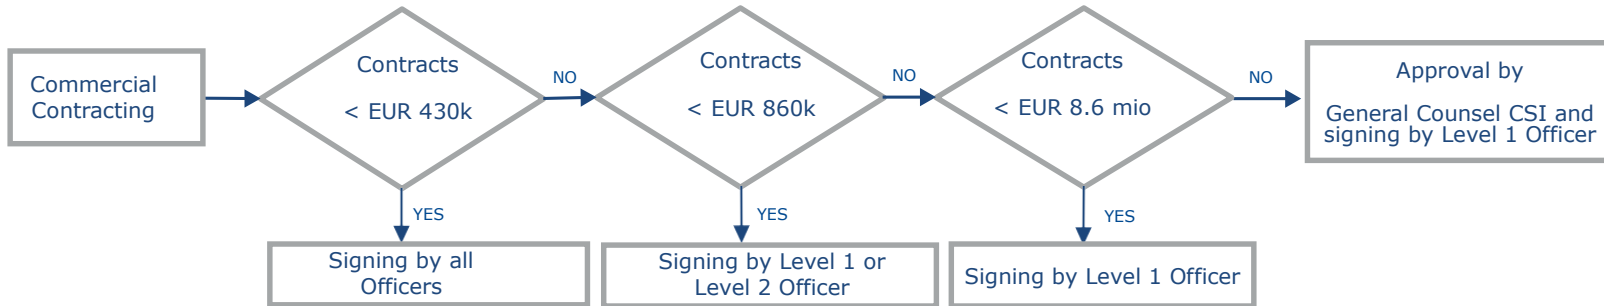 Commercial
Contracting
Contracts
< EUR 430k
NO
Contracts
< EUR 860k
NO
Contracts
< EUR 8.6 mio
NO
Approval by
General Counsel CSI and
signing by Level 1 Officer
YES
YES
YES
Signing by all
Officers
Signing by Level 1 or
Level 2 Officer
Signing by Level 1 Officer